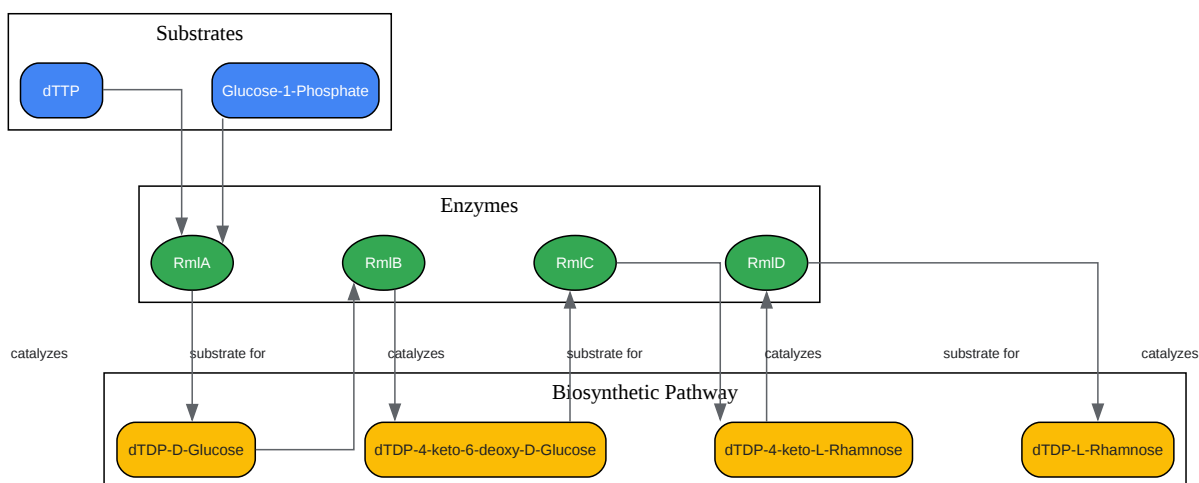 Substrates
dTTP
Glucose-1-Phosphate
Enzymes
RmlA
RmlB
RmlC
RmlD
catalyzes
substrate for
catalyzes
substrate for
catalyzes
substrate for
catalyzes
Biosynthetic Pathway
dTDP-D-Glucose
dTDP-4-keto-6-deoxy-D-Glucose
dTDP-4-keto-L-Rhamnose
dTDP-L-Rhamnose